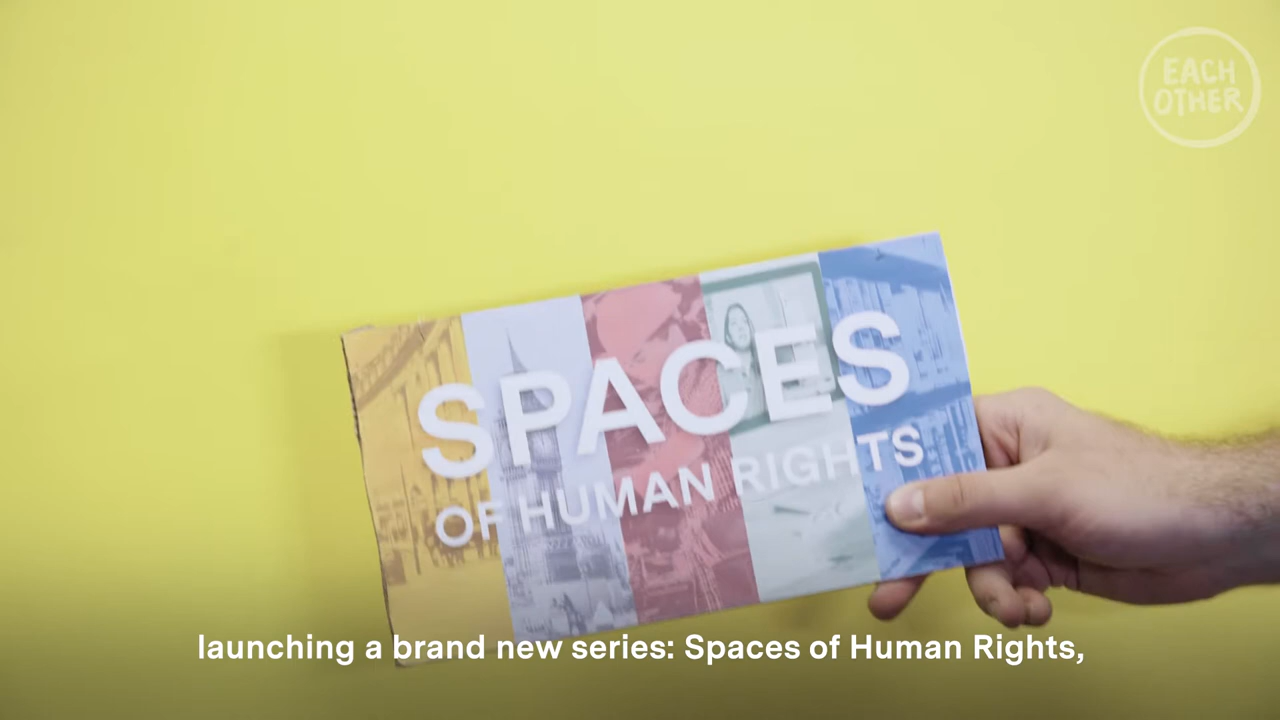 EACH
OTHER
SPACES
OF HUMAN RIGHTS
launching a brand new series: Spaces of Human Rights,